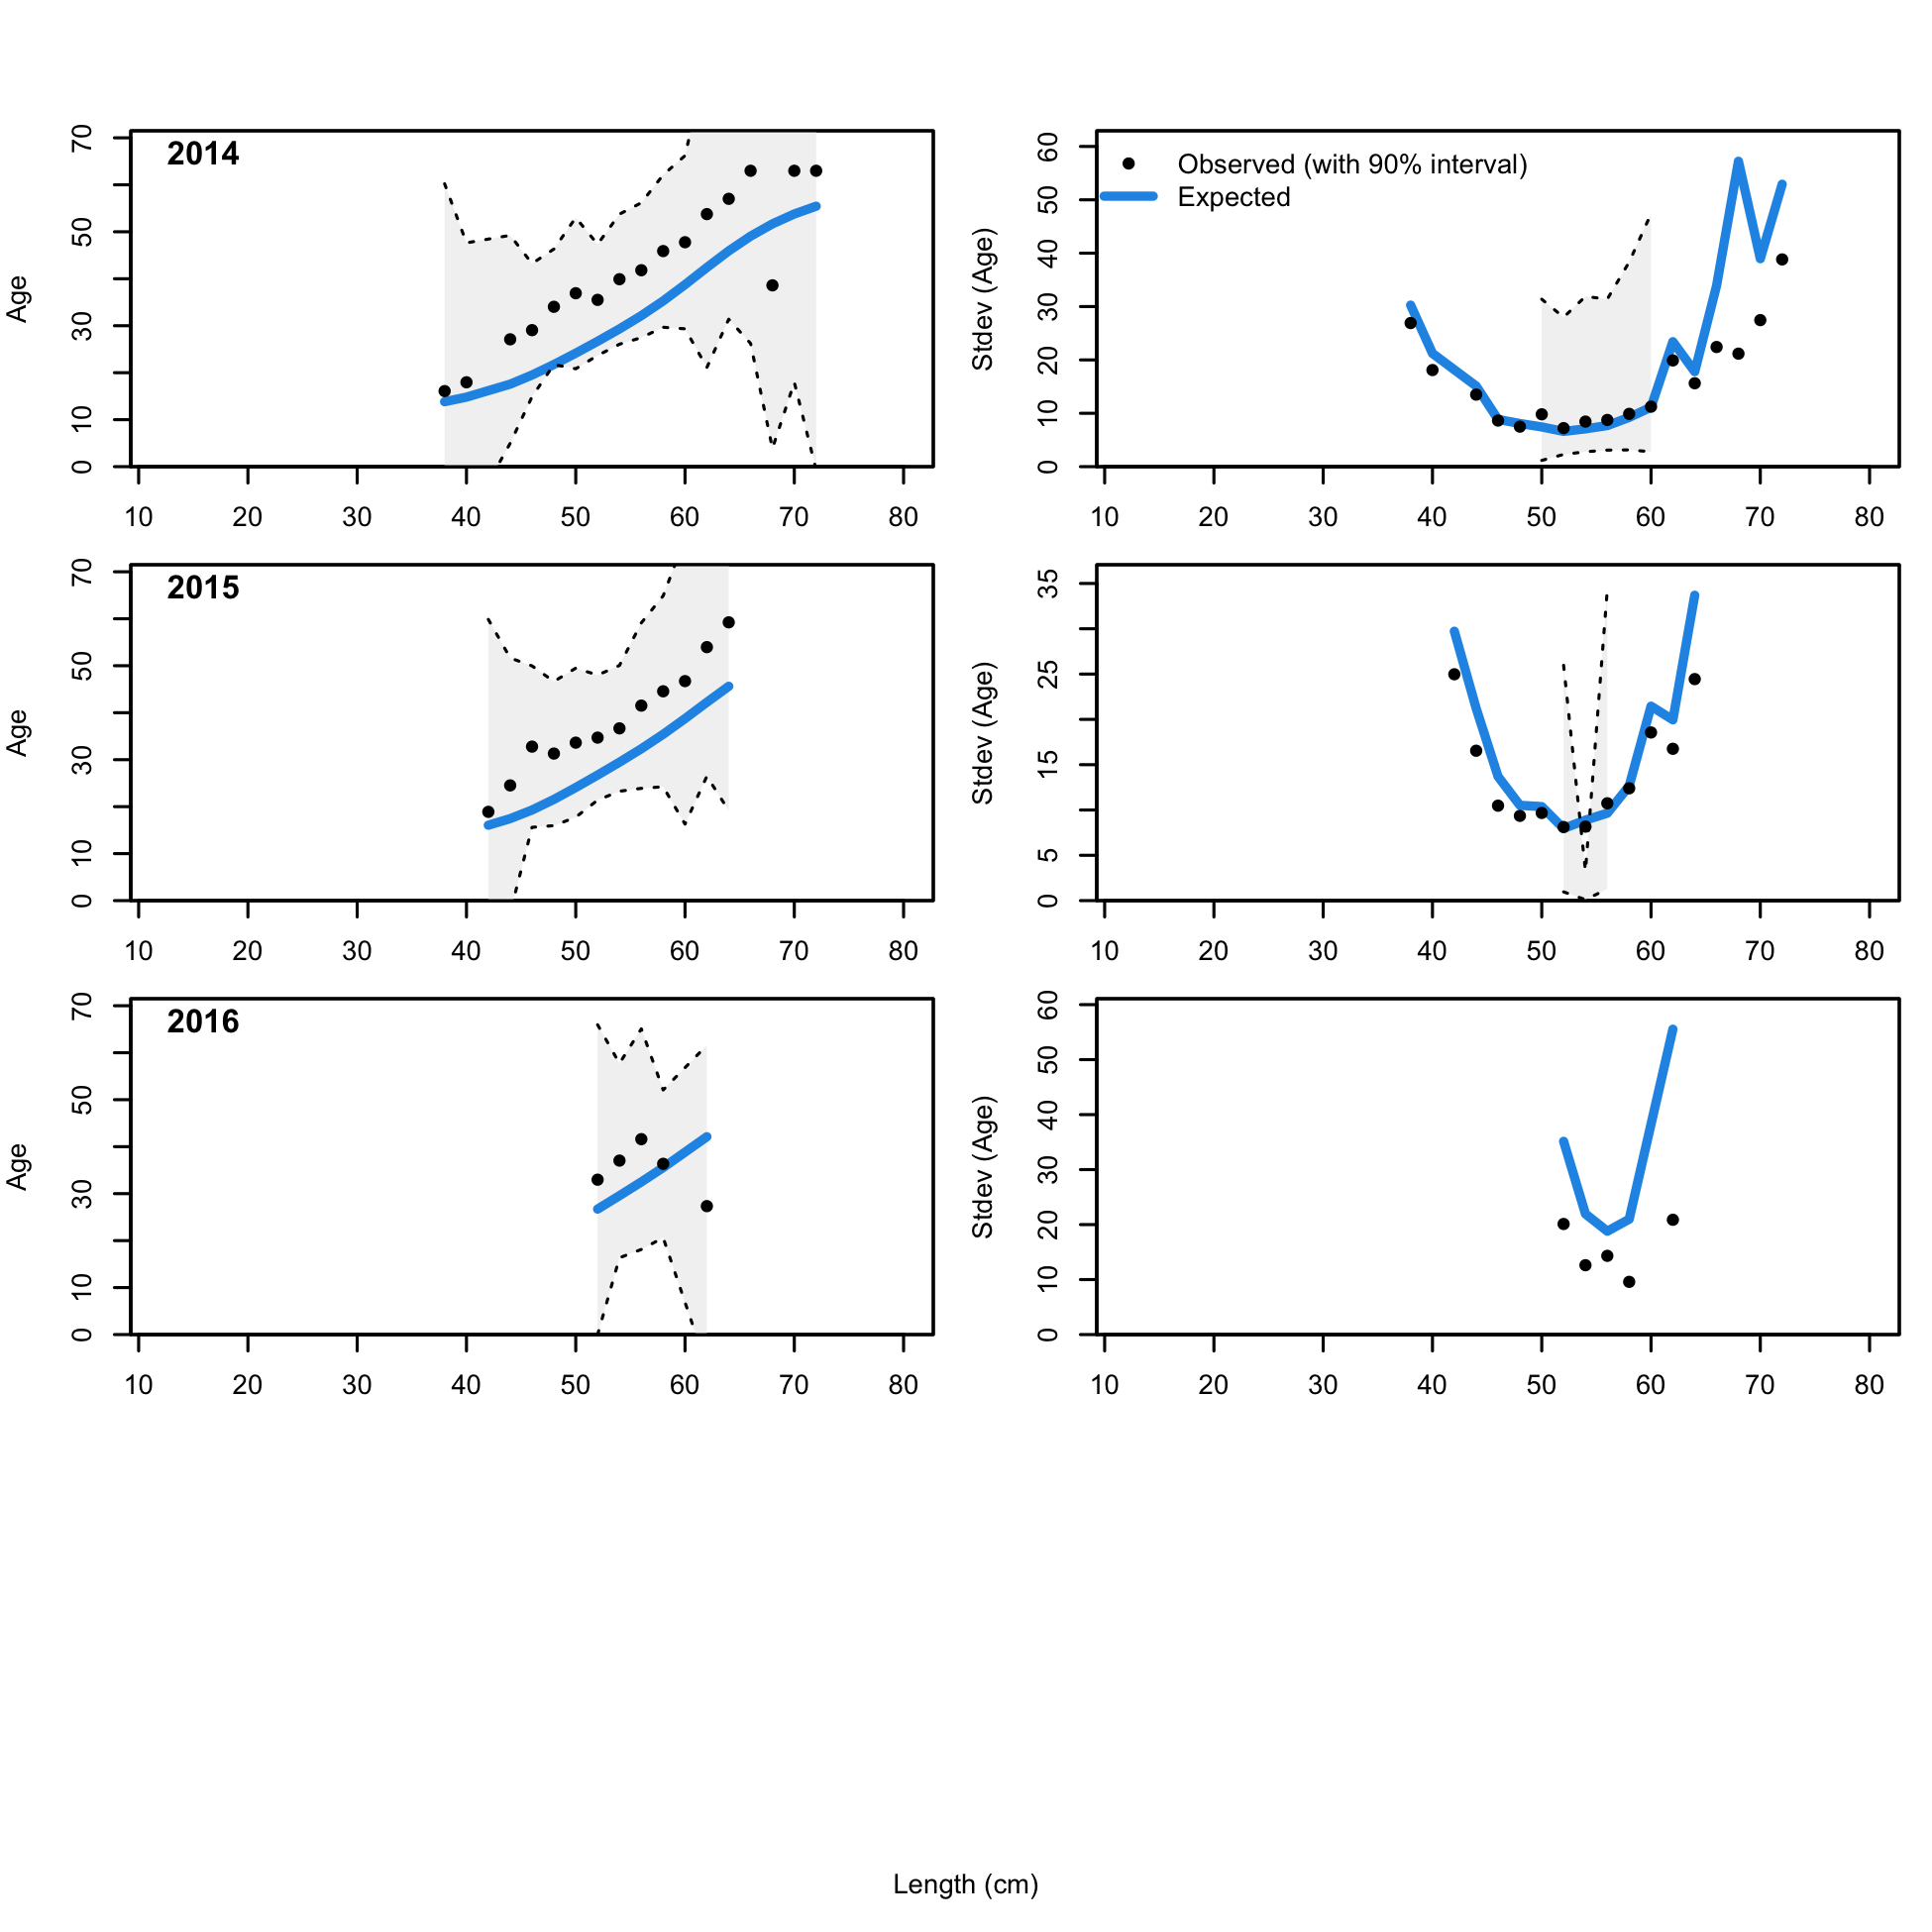 2014
Age
0 10 30 50 70
10 20 30 40 50 60 70 80
Observed (with 90% interval)
Expected
Stdev (Age)
0 10 20 30 40 50 60
10 20 30 40 50 60 70 80
2015
Age
0 10 30 50 70
10 20 30 40 50 60 70 80
Stdev (Age)
0 5 15 25 35
10 20 30 40 50 60 70 80
2016
Age
0 10 30 50 70
10 20 30 40 50 60 70 80
Stdev (Age)
0 10 20 30 40 50 60
10 20 30 40 50 60 70 80
Length (cm)